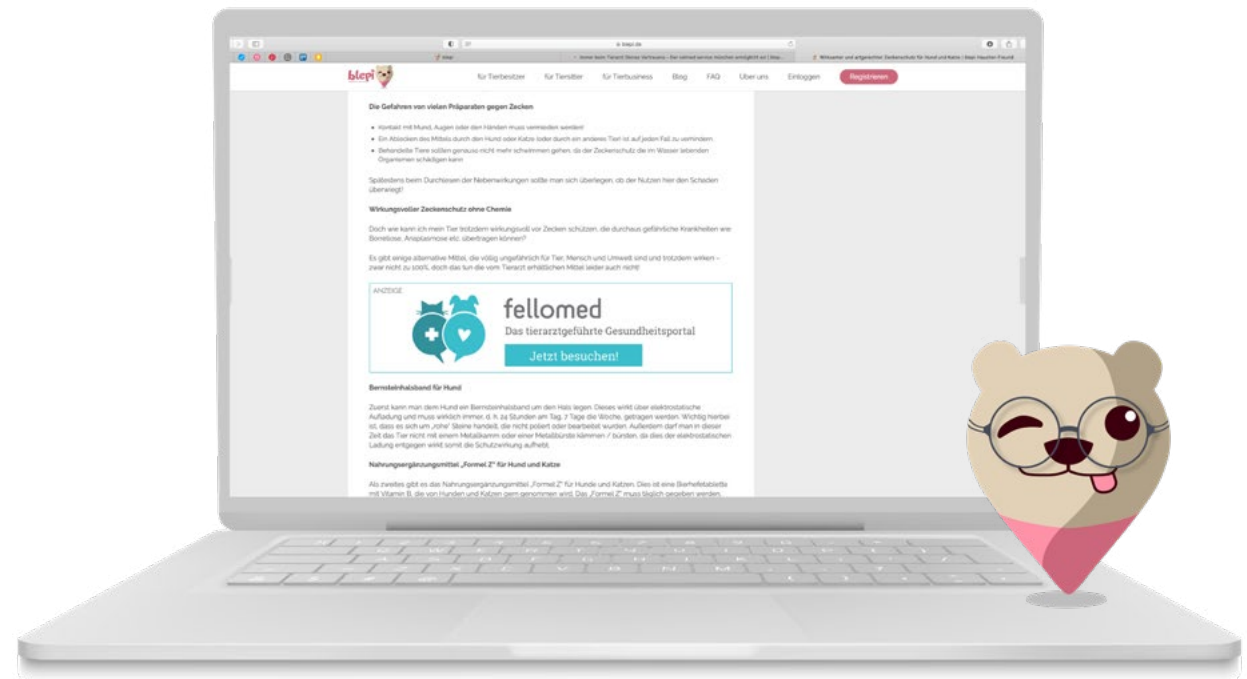 blepi.de
blepi
für Tierbesitzer für Tiersitter für Tierbusiness Blog FAQ Über uns Einloggen Registrieren
Die Gefahren von vielen Präparaten gegen Zecken
Kontakt mit Mund, Augen oder den Händen muss vermieden werden!
Ein Ablecken des Mittels durch den Hund oder Katze (oder durch ein anderes Tier) ist auf jeden Fall zu vermindern.
Behandelte Tiere sollten genauso nicht mehr schwimmen gehen, da der Zeckenschutz die im Wasser lebenden
Organismen schädigen kann
Spätestens beim Durchlesen der Nebenwirkungen sollte man sich überlegen, ob der Nutzen hier den Schaden
überwiegt!
Wirkungsvoller Zeckenschutz ohne Chemie
Doch wie kann ich mein Tier trotzdem wirkungsvoll vor Zecken schützen, die durchaus gefährliche Krankheiten wie
Borreliose, Anaplasmose etc. übertragen können?
Es gibt einige alternative Mittel, die völlig ungefährlich für Tier, Mensch und Umwelt sind und trotzdem wirken –
zwar nicht zu 100%, doch das tun die vom Tierarzt erhältlichen Mittel leider auch nicht!
ANZEIGE
fellomed
Das tierarztgeführte Gesundheitsportal
Jetzt besuchen!
Bernsteinhalsband für Hund
Zuerst kann man dem Hund ein Bernsteinhalsband um den Hals legen. Dieses wirkt über elektrostatische
Aufladung und muss wirklich immer, d. h. 24 Stunden am Tag, 7 Tage die Woche, getragen werden. Wichtig hierbei
ist, dass es sich um „rohe“ Steine handelt, die nicht poliert oder bearbeitet wurden. Außerdem darf man in dieser
Zeit das Tier nicht mit einem Metallkamm oder einer Metallbürste kämmen / bürsten, da dies der elektrostatischen
Ladung entgegen wirkt somit die Schutzwirkung aufhebt.
Nahrungsergänzungsmittel „Formel Z“ für Hund und Katze
Als zweites gibt es das Nahrungsergänzungsmittel „Formel Z“ für Hunde und Katzen. Dies ist eine Bierhefetablette
mit Vitamin B, die von Hunden und Katzen gern genommen wird. Das „Formel Z“ muss täglich gegeben werden,